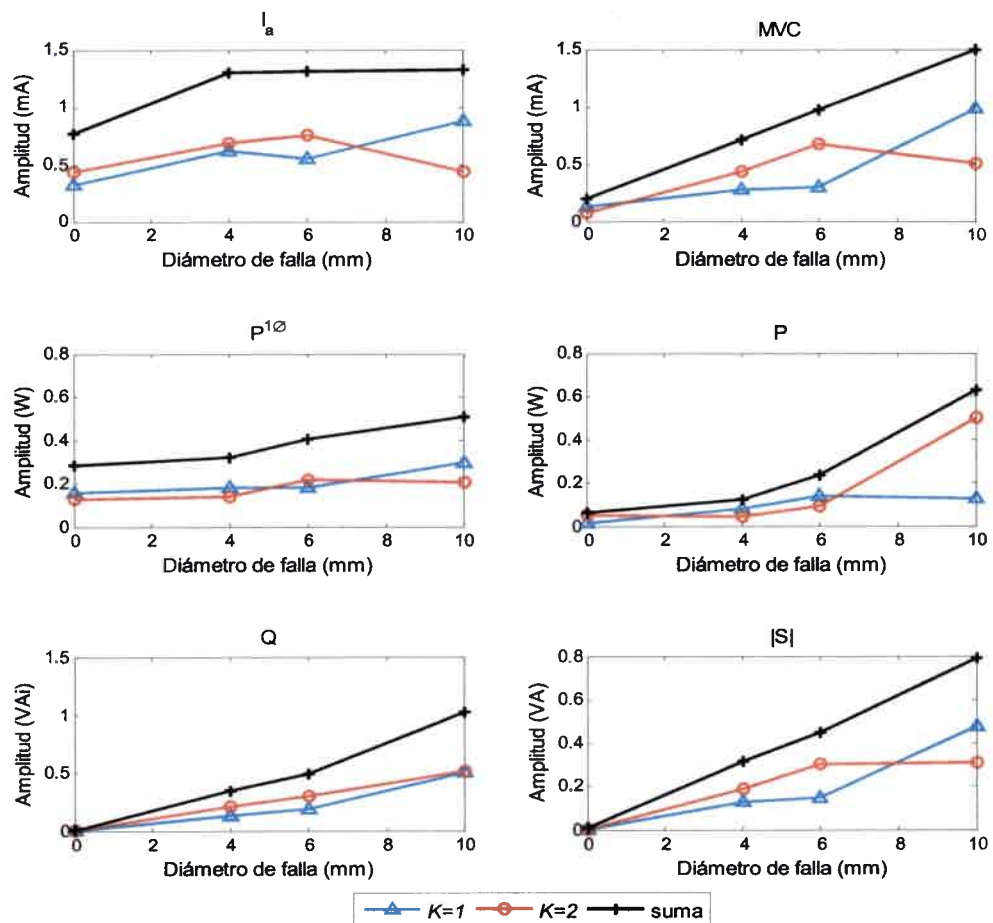 I_a
1.5
1
0.5
0
Amplitud (mA)
0 2 4 6 8 10
Diámetro de falla (mm)
MVC
1.5
1
0.5
0
Amplitud (mA)
0 2 4 6 8 10
Diámetro de falla (mm)
P^1Ø
0.8
0.6
0.4
0.2
0
Amplitud (W)
0 2 4 6 8 10
Diámetro de falla (mm)
P
0.8
0.6
0.4
0.2
0
Amplitud (W)
0 2 4 6 8 10
Diámetro de falla (mm)
Q
1.5
1
0.5
0
Amplitud (VAi)
0 2 4 6 8 10
Diámetro de falla (mm)
|S|
0.8
0.6
0.4
0.2
0
Amplitud (VA)
0 2 4 6 8 10
Diámetro de falla (mm)
K=1 K=2 suma